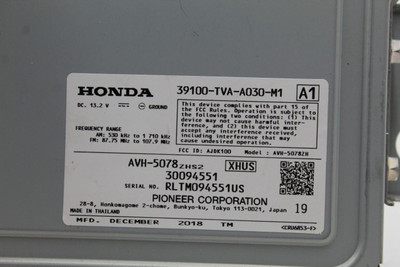 HONDA 39100-TVA-A030-M1 A1
DC. 13.2 V GROUND
FREQUENCY RANGE
AM: 530 kHz to 1 710 kHz
FM: 87.75 MHz to 107.9 MHz
This device complies with part 15 of
the FCC Rules. Operation is subject to
the following two conditions: (1) This
device may not cause harmful inter-
ference, and (2) this device must
accept any interference received,
including interference that may cause
undesired operation.
FCC ID : AJDK100 Model : AVH-5078ZH
AVH-5078 ZHS2 XHUS
30094551
SERIAL NO. RLTM094551US
PIONEER CORPORATION
28-8, Honkomagome 2-chome, Bunkyo-ku, Tokyo 113-0021, Japan 19
MADE IN THAILAND
MFD. DECEMBER 2018 TM
<CRW6853-F>